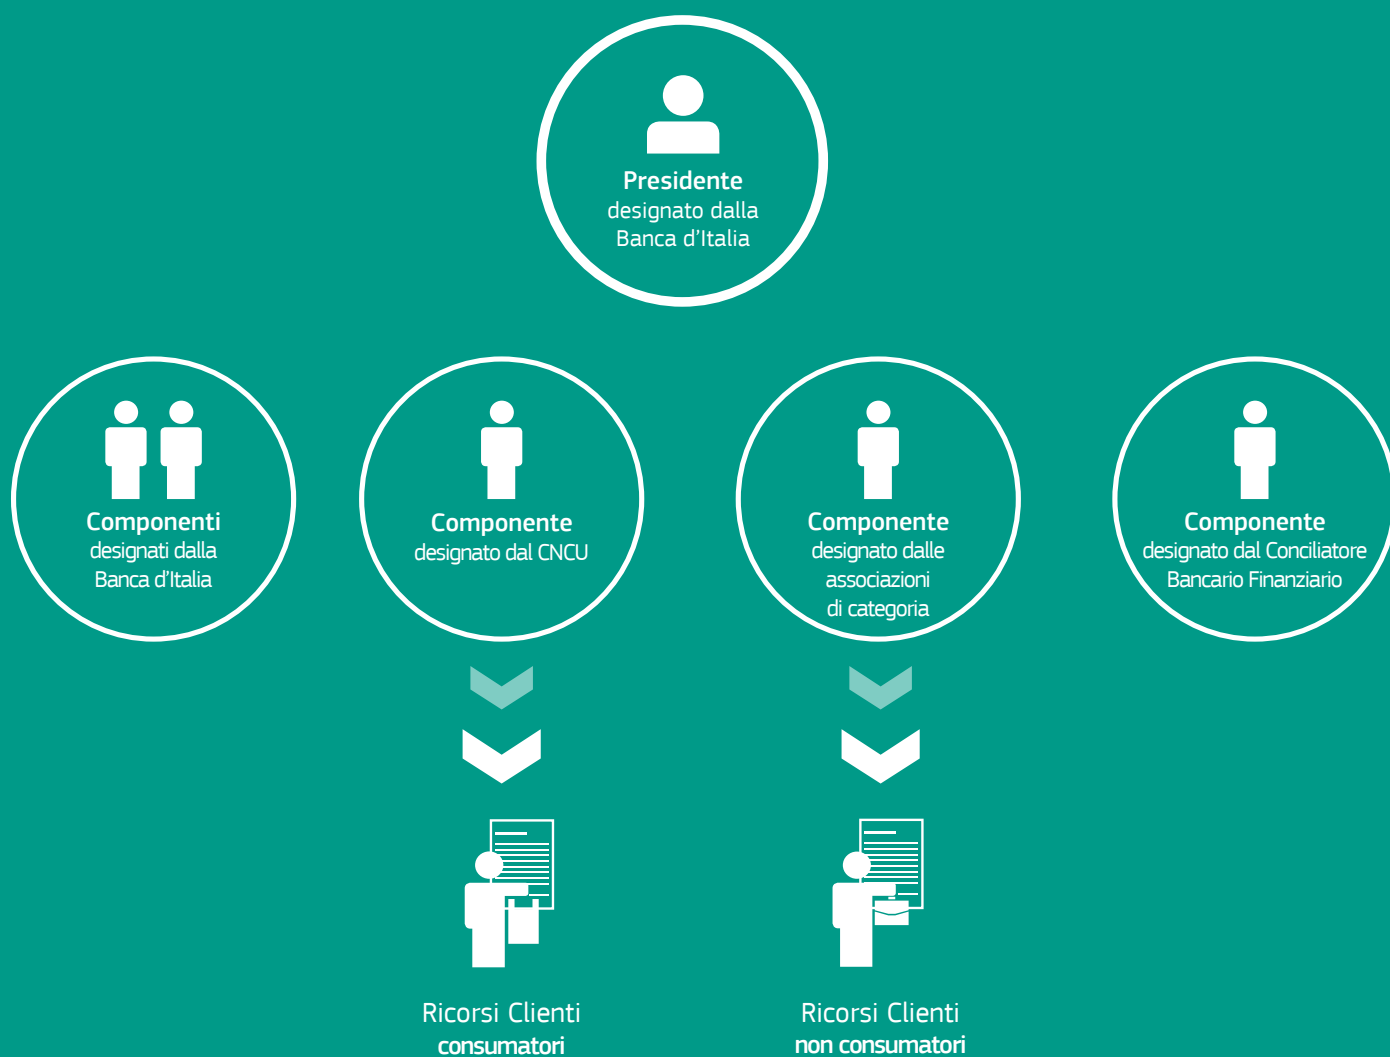 Presidente
designato dalla
Banca d'Italia
Componenti
designati dalla
Banca d'Italia
Componente
designato dal CNCU
Componente
designato dalle
associazioni
di categoria
Componente
designato dal Conciliatore
Bancario Finanziario
Ricorsi Clienti
consumatori
Ricorsi Clienti
non consumatori